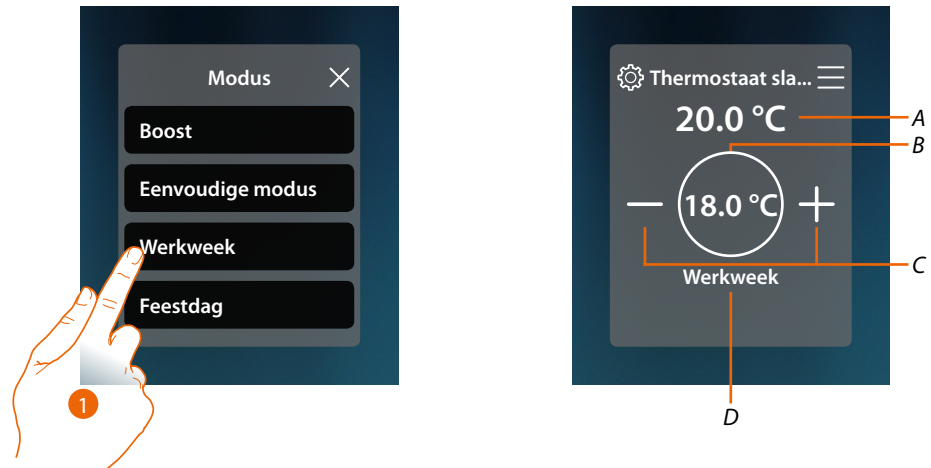 Modus
Boost
Eenvoudige modus
Werkweek
Feestdag
1
Thermostaat sla...
20.0 °C
A
B
18.0 °C
C
Werkweek
D